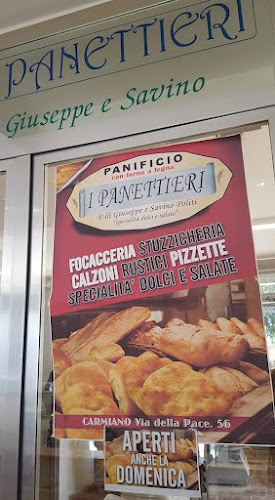 PANETTIERI
Giuseppe e Savino
PANIFICIO
con forno a legna
I PANETTIERI
di Giuseppe e Savino Politi
"Specialità dolci e salate"
FOCACCERIA STUZZICHERIA
CALZONI RUSTICI PIZZETTE
SPECIALITA' DOLCI E SALATE
CARMIANO Via della Pace, 56
APERTI
ANCHE LA
DOMENICA